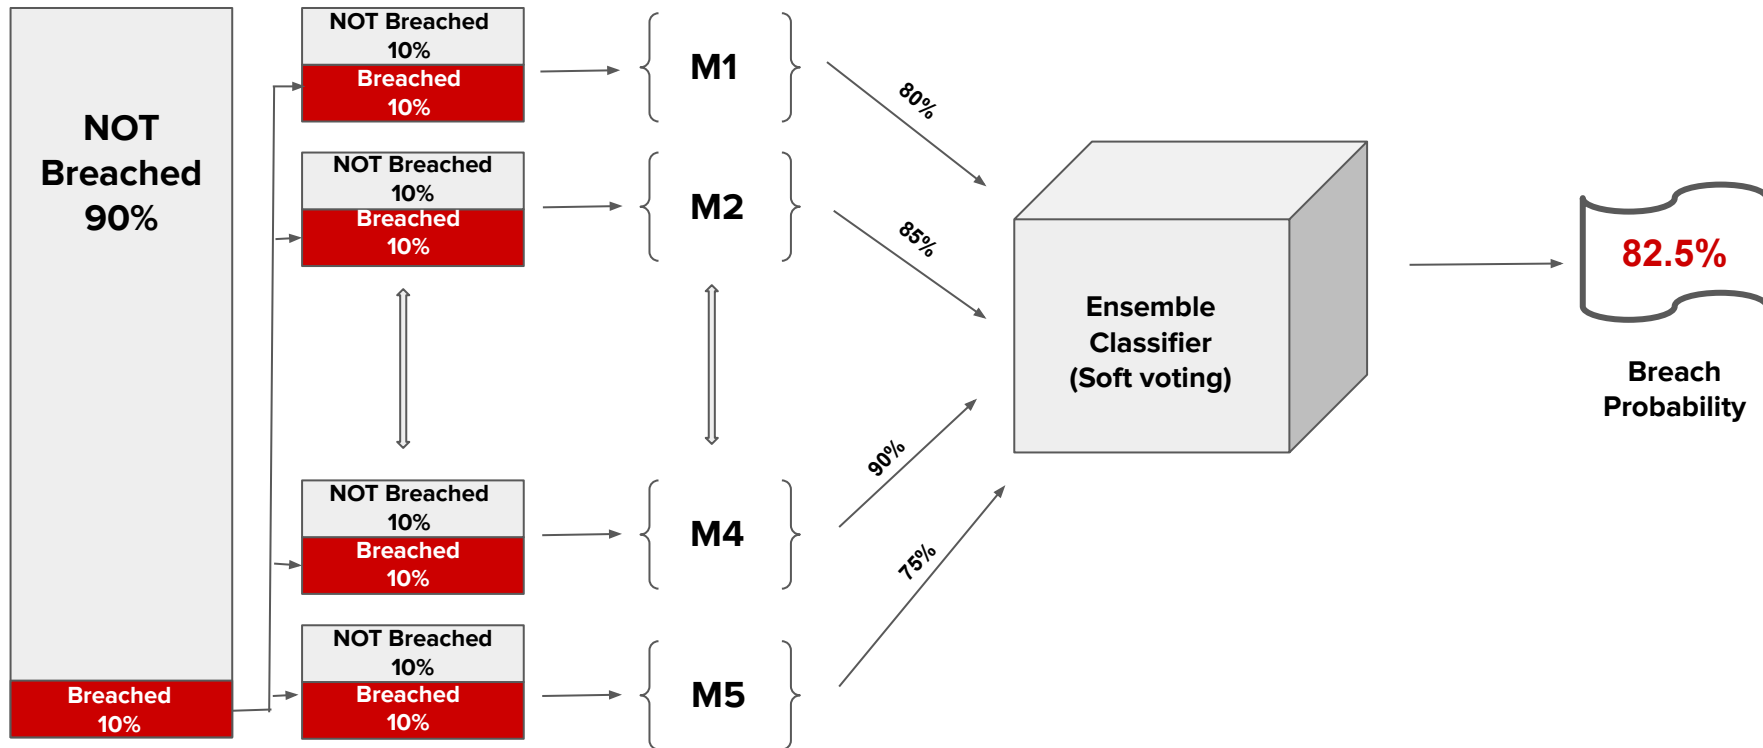 NOT
Breached
90%
Breached
10%
NOT Breached
10%
Breached
10%
NOT Breached
10%
Breached
10%
NOT Breached
10%
Breached
10%
NOT Breached
10%
Breached
10%
M1
M2
M4
M5
80%
85%
90%
75%
Ensemble
Classifier
(Soft voting)
82.5%
Breach
Probability